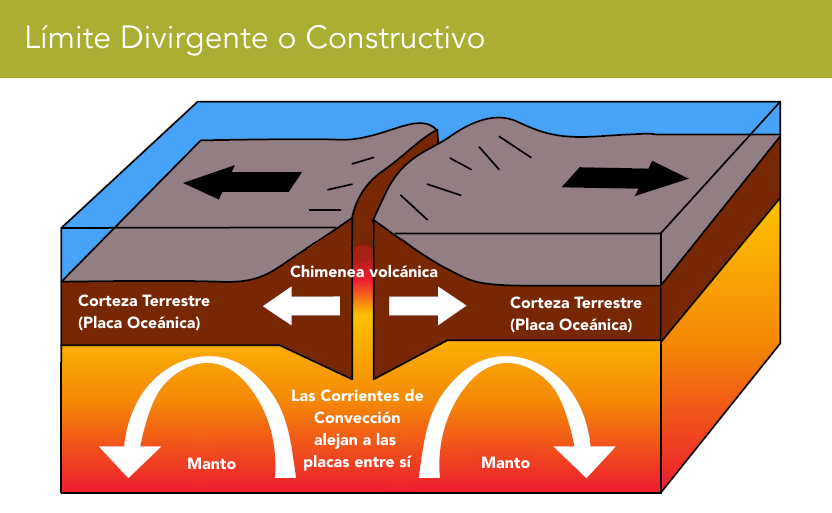 Límite Divirgente o Constructivo
Chimenea volcánica
Corteza Terrestre
(Placa Oceánica)
Corteza Terrestre
(Placa Oceánica)
Las Corrientes de
Convección
alejan a las
placas entre sí
Manto
Manto